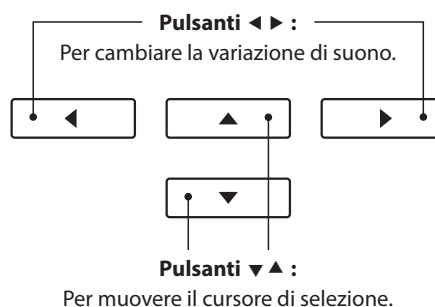 Pulsanti ◀ ▶ :
Per cambiare la variazione di suono.
Pulsanti ▼ ▲ :
Per muovere il cursore di selezione.